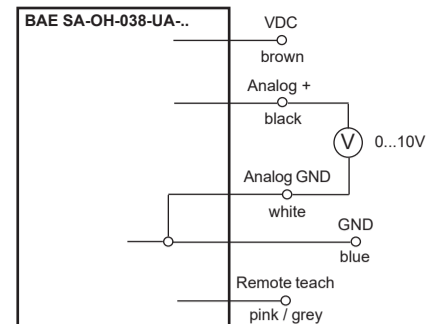 BAE SA-OH-038-UA-..
VDC
brown
Analog +
black
V
0...10V
Analog GND
white
GND
blue
Remote teach
pink / grey